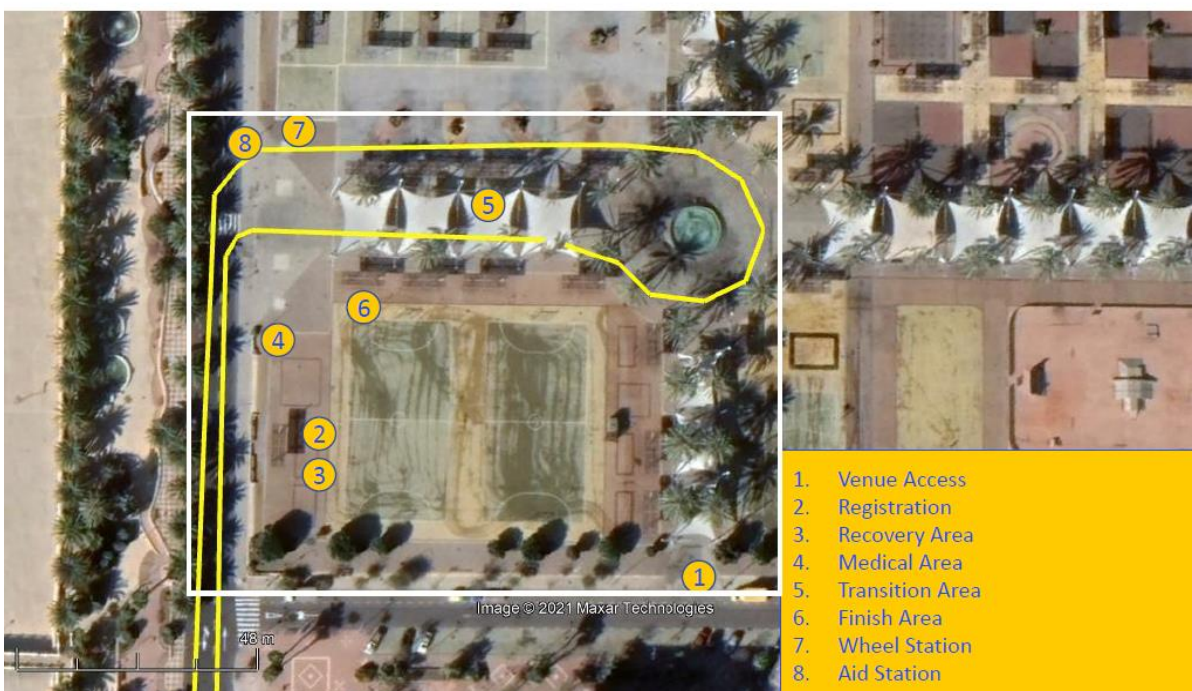 7
8
5
6
4
2
3
1
Image © 2021 Maxar Technologies
48 m
1. Venue Access
2. Registration
3. Recovery Area
4. Medical Area
5. Transition Area
6. Finish Area
7. Wheel Station
8. Aid Station